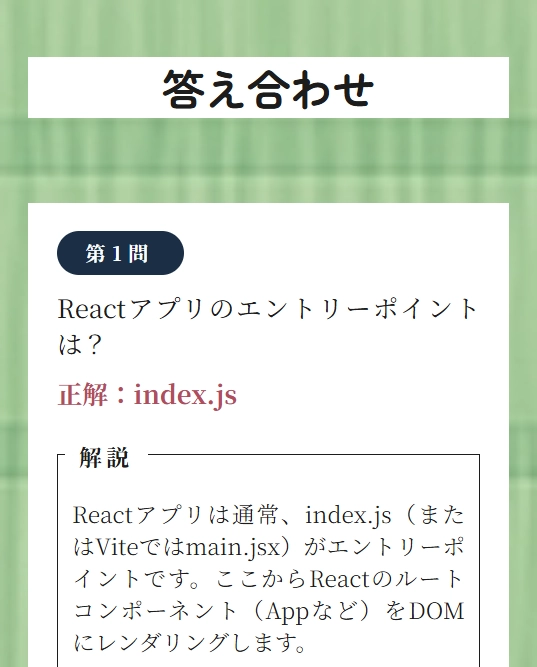 答え合わせ
第1問
Reactアプリのエントリーポイント
は？
正解：index.js
解説
Reactアプリは通常、index.js（また
はViteではmain.jsx）がエントリーポ
イントです。ここからReactのルート
コンポーネント（Appなど）をDOM
にレンダリングします。